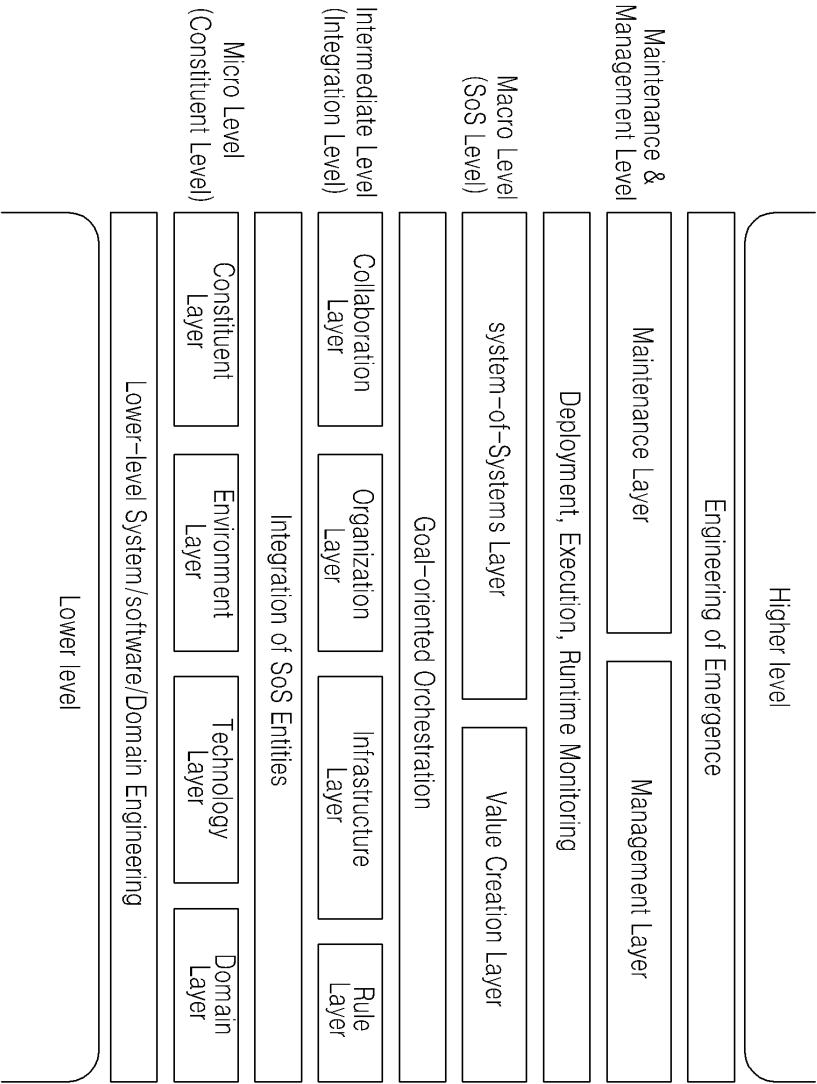 Higher level
Engineering of Emergence
Maintenance &
Management Level
Maintenance Layer
Management Layer
Deployment, Execution, Runtime Monitoring
Macro Level
(SoS Level)
system-of-Systems Layer
Value Creation Layer
Goal-oriented Orchestration
Intermediate Level
(Integration Level)
Collaboration
Layer
Organization
Layer
Infrastructure
Layer
Rule
Layer
Integration of SoS Entities
Micro Level
(Constituent Level)
Constituent
Layer
Environment
Layer
Technology
Layer
Domain
Layer
Lower-level System/software/Domain Engineering
Lower level